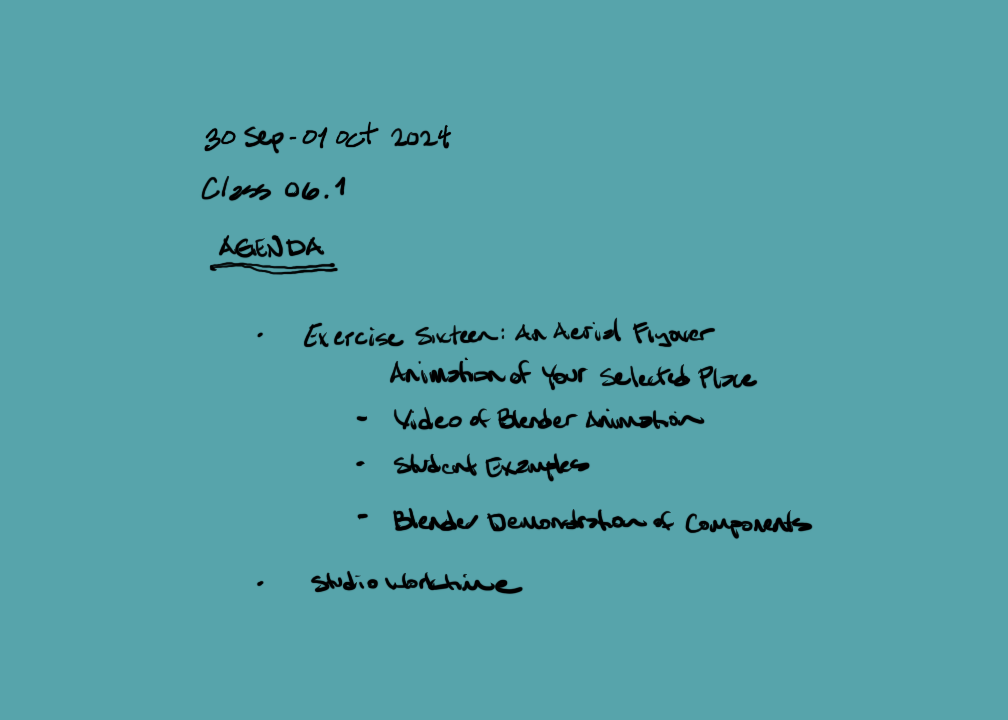 30 Sep - 01 Oct 2024
Class 06.1
AGENDA
· Exercise Sixteen: An Aerial Flyover
Animation of Your Selected Place
- Video of Blender Animation
- Student Examples
- Blender Demonstration of Components
· Studio Worktime